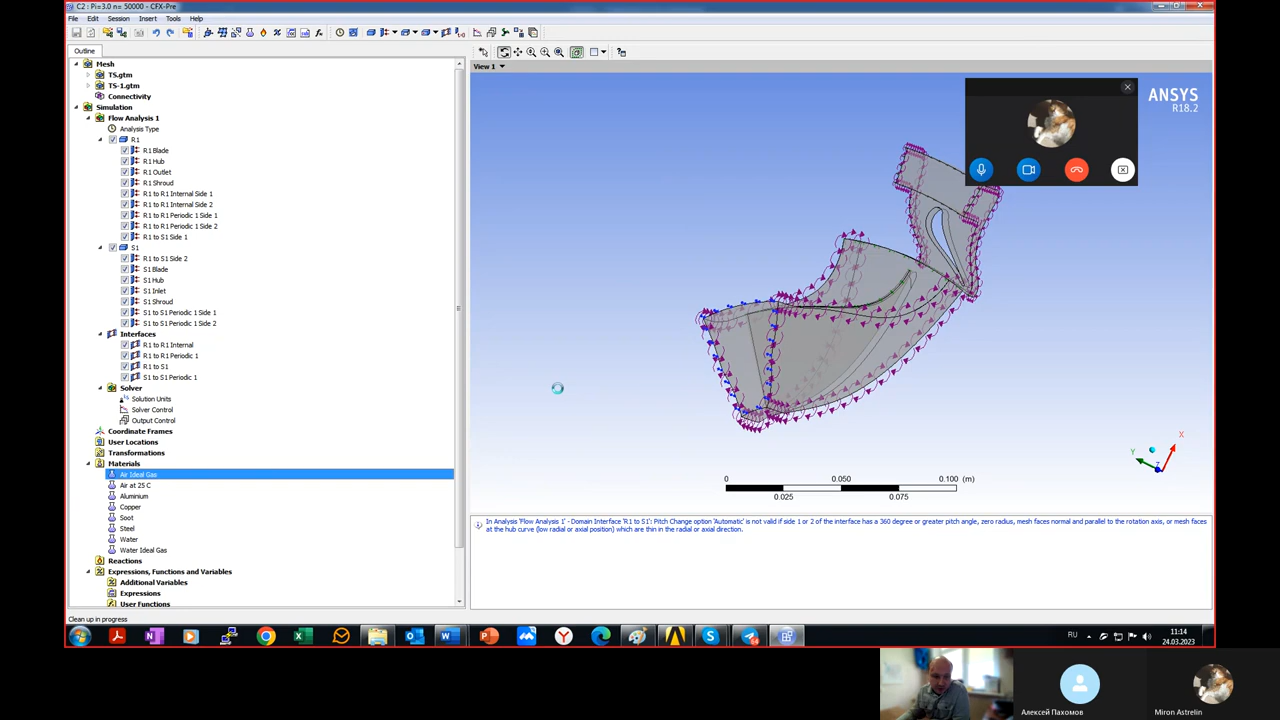 C2 : Pi=3.0 n= 50000 - CFX-Pre
File Edit Session Insert Tools Help
Outline
Mesh
TS.gtm
TS-1.gtm
Connectivity
Simulation
Flow Analysis 1
Analysis Type
R1
R1 Blade
R1 Hub
R1 Outlet
R1 Shroud
R1 to R1 Internal Side 1
R1 to R1 Internal Side 2
R1 to R1 Periodic 1 Side 1
R1 to R1 Periodic 1 Side 2
R1 to S1 Side 1
S1
R1 to S1 Side 2
S1 Blade
S1 Hub
S1 Inlet
S1 Shroud
S1 to S1 Periodic 1 Side 1
S1 to S1 Periodic 1 Side 2
Interfaces
R1 to R1 Internal
R1 to R1 Periodic 1
R1 to S1
S1 to S1 Periodic 1
Solver
Solution Units
Solver Control
Output Control
Coordinate Frames
User Locations
Transformations
Materials
Air Ideal Gas
Air at 25 C
Aluminium
Copper
Soot
Steel
Water
Water Ideal Gas
Reactions
Expressions, Functions and Variables
Additional Variables
Expressions
User Functions
Clean up in progress
View 1
ANSYS
R18.2
X
Y
Z
0 0.050 0.100 (m)
0.025 0.075
In Analysis 'Flow Analysis 1' - Domain Interface 'R1 to S1': Pitch Change option 'Automatic' is not valid if side 1 or 2 of the interface has a 360 degree or greater pitch angle, zero radius, mesh faces normal and parallel to the rotation axis, or mesh faces
at the hub curve (low radial or axial position) which are thin in the radial or axial direction.
RU
11:14
24.03.2023
Алексей Пахомов
Miron Astrelin